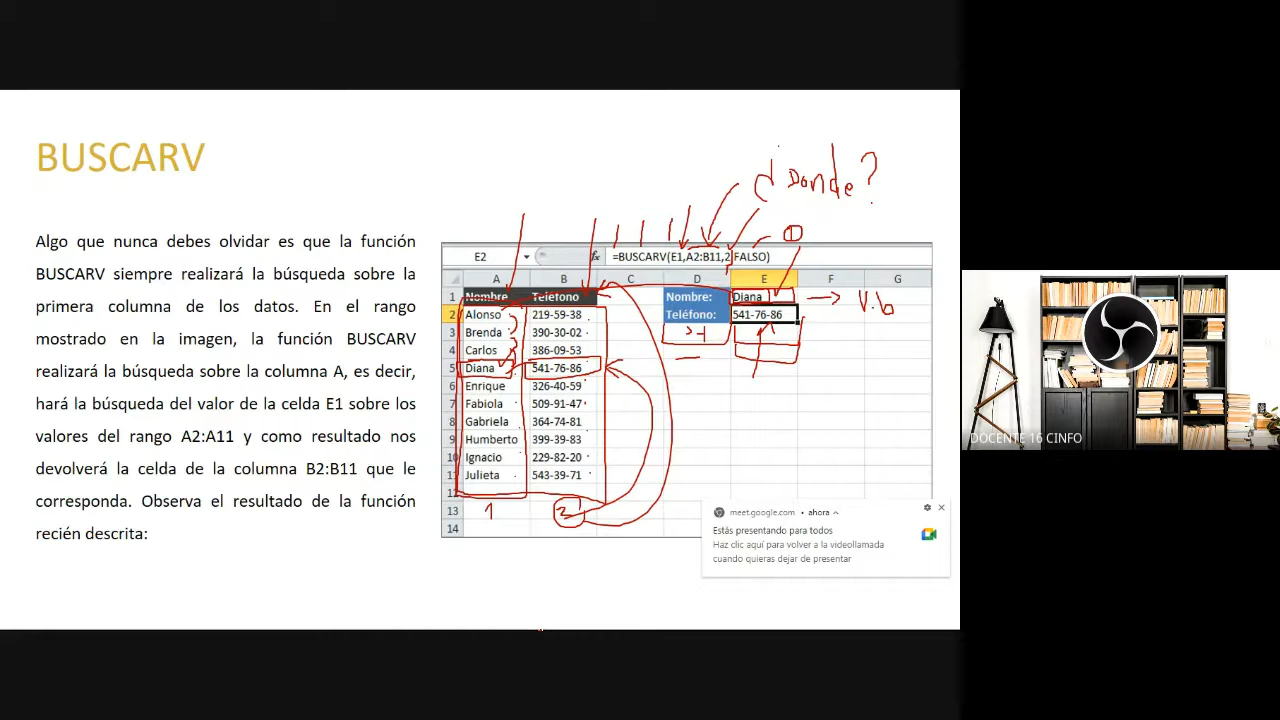 BUSCARV
Algo que nunca debes olvidar es que la función
BUSCARV siempre realizará la búsqueda sobre la
primera columna de los datos. En el rango
mostrado en la imagen, la función BUSCARV
realizará la búsqueda sobre la columna A, es decir,
hará la búsqueda del valor de la celda E1 sobre los
valores del rango A2:A11 y como resultado nos
devolverá la celda de la columna B2:B11 que le
corresponda. Observa el resultado de la función
recién descrita:
¿Donde?
0
E2 fx =BUSCARV(E1,A2:B11,2,FALSO)
A B C D E F G
1 Nombre Teléfono Nombre: Diana V.b
2 Alonso 219-59-38 Teléfono: 541-76-86
3 Brenda 390-30-02
4 Carlos 386-09-53
5 Diana 541-76-86
6 Enrique 326-40-59
7 Fabiola 509-91-47
8 Gabriela 364-74-81
9 Humberto 399-39-83
10 Ignacio 229-82-20
11 Julieta 543-39-71
12
13
14
1 2
meet.google.com • ahora
Estás presentando para todos
Haz clic aquí para volver a la videollamada
cuando quieras dejar de presentar
DOCENTE 16 CINFO